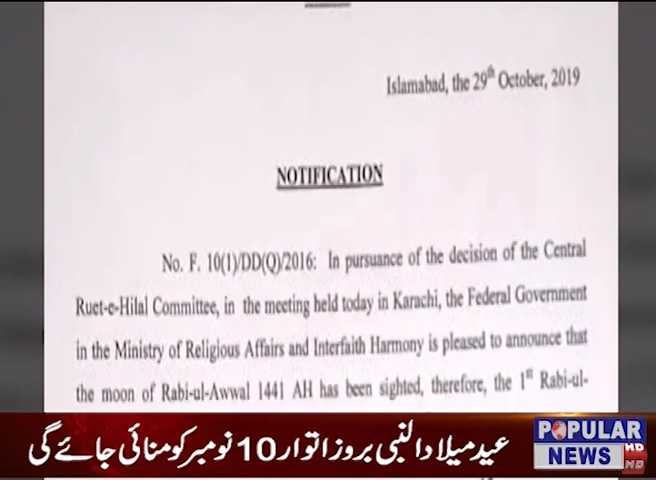 Islamabad, the 29th October, 2019
NOTIFICATION
No. F. 10(1)/DD(Q)/2016: In pursuance of the decision of the Central
Ruet-e-Hilal Committee, in the meeting held today in Karachi, the Federal Government
in the Ministry of Religious Affairs and Interfaith Harmony is pleased to announce that
the moon of Rabi-ul-Awwal 1441 AH has been sighted, therefore, the 1st Rabi-ul-
عید میلادالنبی بروز اتوار 10 نومبر کو منائی جائے گی
POPULAR
NEWS
HD
HD